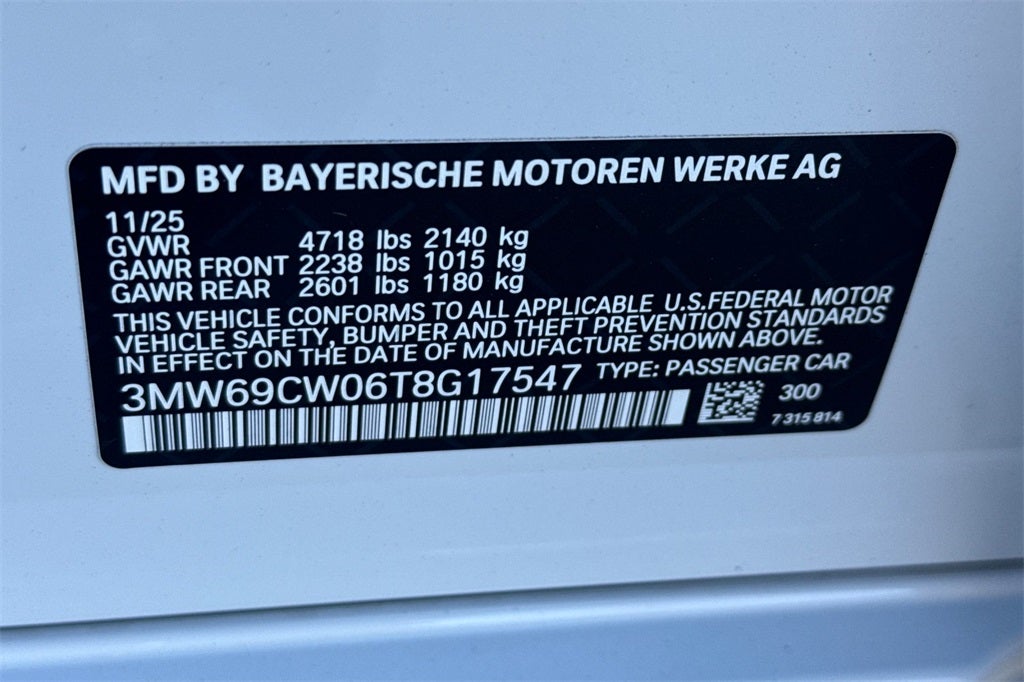 MFD BY BAYERISCHE MOTOREN WERKE AG
11/25
GVWR 4718 lbs 2140 kg
GAWR FRONT 2238 lbs 1015 kg
GAWR REAR 2601 lbs 1180 kg
THIS VEHICLE CONFORMS TO ALL APPLICABLE U.S.FEDERAL MOTOR
VEHICLE SAFETY, BUMPER AND THEFT PREVENTION STANDARDS
IN EFFECT ON THE DATE OF MANUFACTURE SHOWN ABOVE.
3MW69CW06T8G17547 TYPE: PASSENGER CAR
300
7 315 814